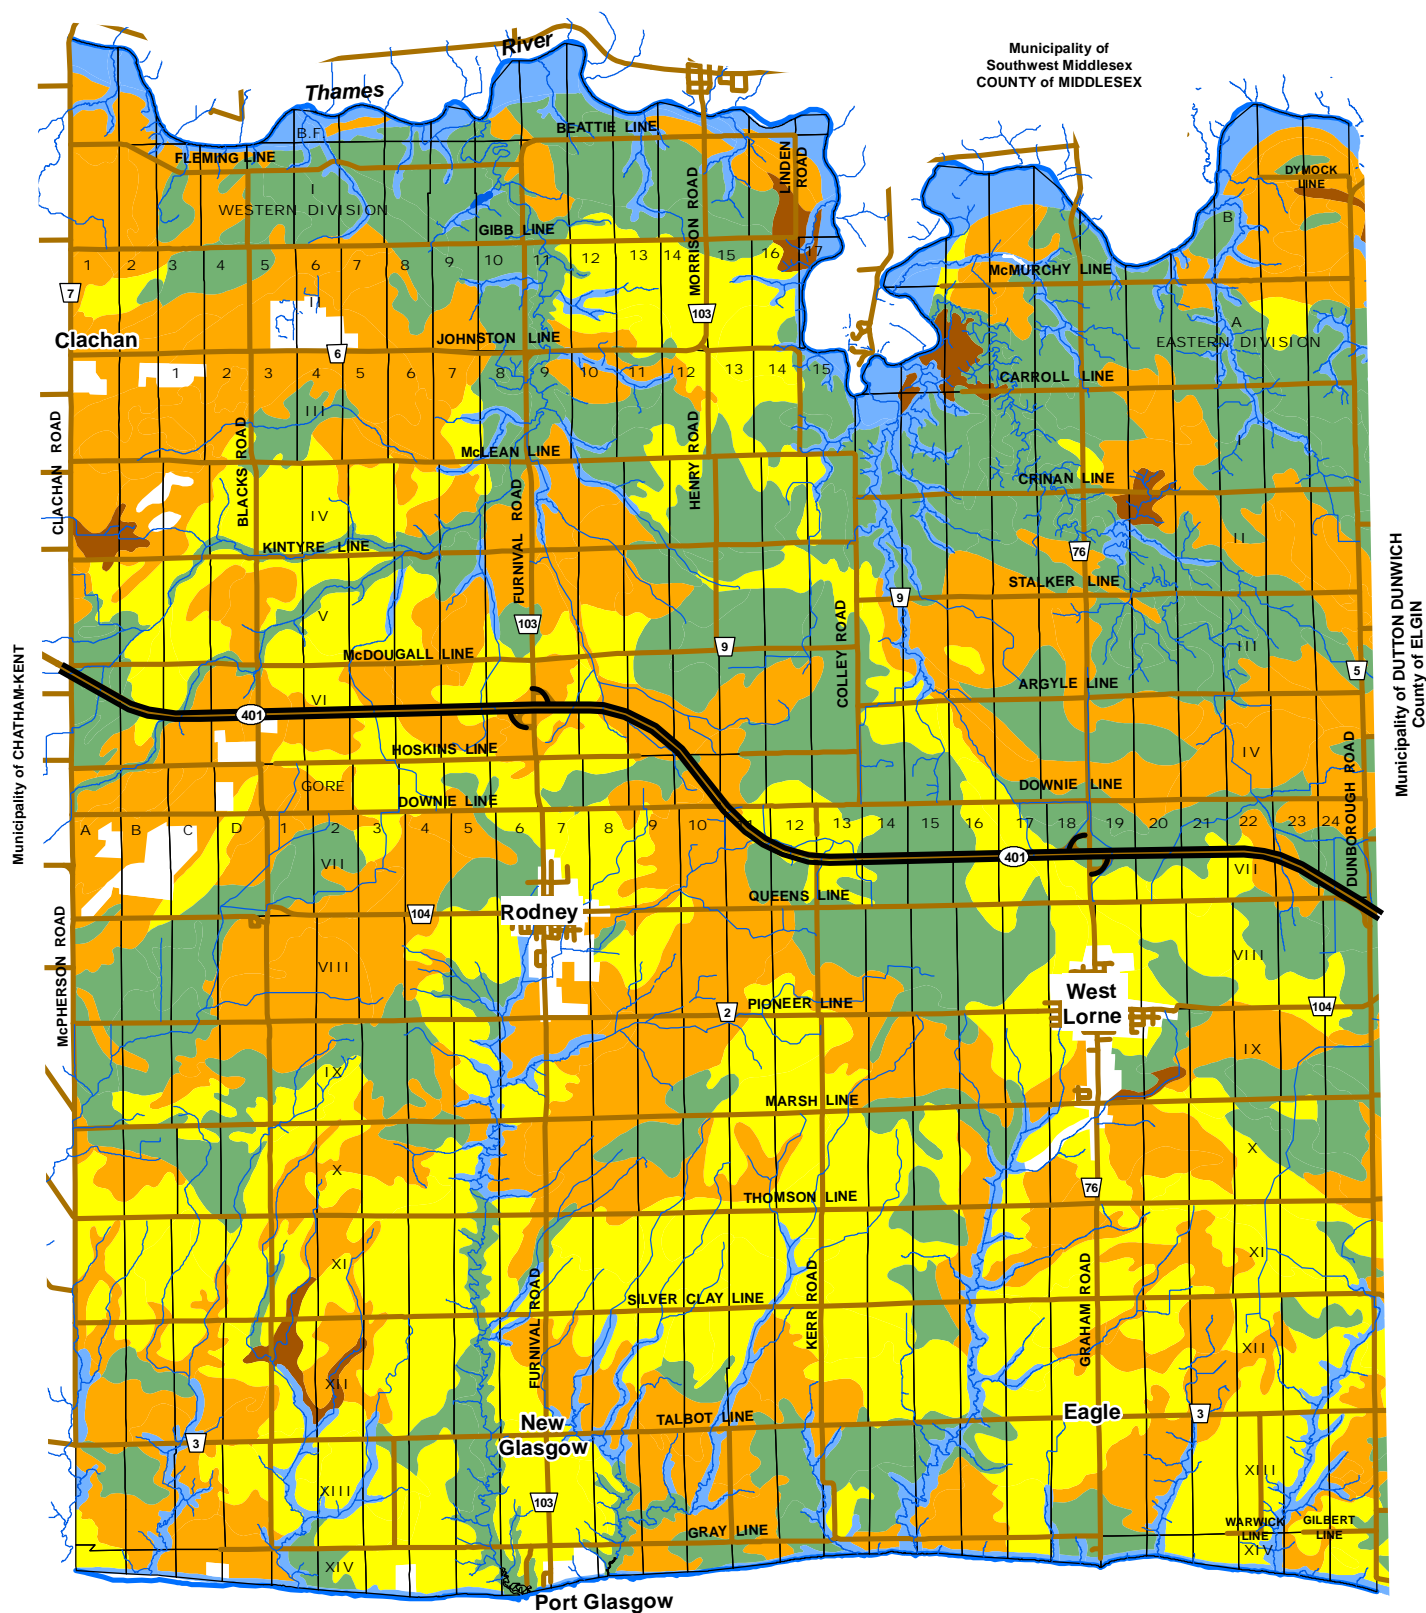 Municipality of
Southwest Middlesex
COUNTY of MIDDLESEX
River
Thames
B.F.
BEATTIE LINE
FLEMING LINE
LINDEN ROAD
DYMOCK
LINE
I
WESTERN DIVISION
MORRISON ROAD
B
GIBB LINE
1 2 3 4 5 6 7 8 9 10 11 12 13 14 15 16 17
McMURCHY LINE
7
II
103
A
Clachan
JOHNSTON LINE
EASTERN DIVISION
6
1 2 3 4 5 6 7 8 9 10 11 12 13 14 15
CARROLL LINE
III
CLACHAN ROAD
BLACKS ROAD
HENRY ROAD
I
McLEAN LINE
CRINAN LINE
FURNIVAL ROAD
IV
II
KINTYRE LINE
76
STALKER LINE
9
V
103
COLLEY ROAD
9
III
McDOUGALL LINE
5
ARGYLE LINE
Municipality of CHATHAM-KENT
Municipality of DUTTON DUNWICH
County of ELGIN
VI
401
HOSKINS LINE
IV
GORE
DOWNIE LINE
DOWNIE LINE
DUNBOROUGH ROAD
A B C D 1 2 3 4 5 6 7 8 9 10 11 12 13 14 15 16 17 18 19 20 21 22 23 24
401
VII
VII
QUEENS LINE
104
Rodney
McPHERSON ROAD
VIII
VIII
West
Lorne
PIONEER LINE
2
104
IX
IX
MARSH LINE
X
X
THOMSON LINE
76
XI
XI
SILVER CLAY LINE
FURNIVAL ROAD
KERR ROAD
GRAHAM ROAD
XII
XII
New
Glasgow
TALBOT LINE
Eagle
3
3
XIII
XIII
103
GRAY LINE
WARWICK
LINE
GILBERT
LINE
XIV
XIV
Port Glasgow